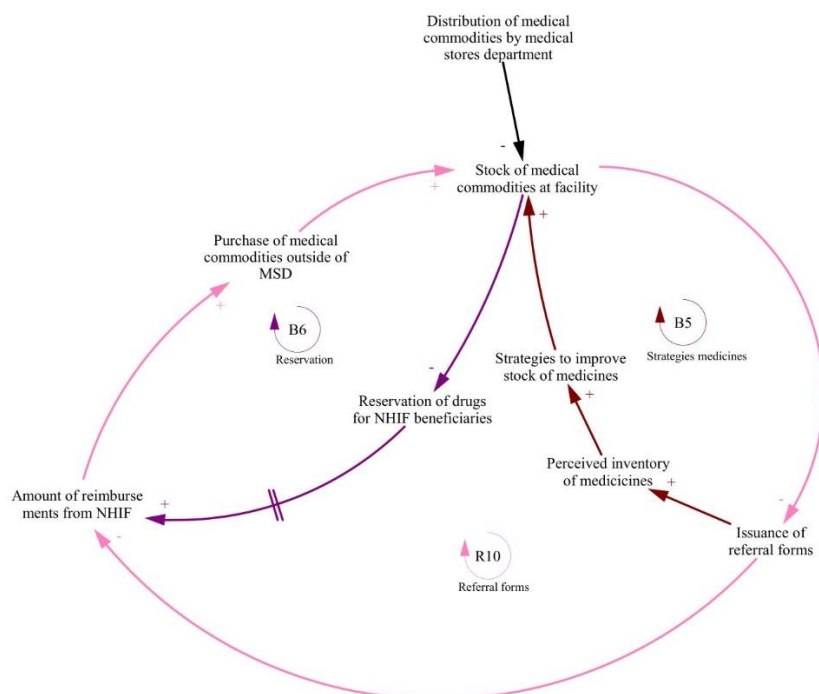 Distribution of medical
commodities by medical
stores department
-
Stock of medical
commodities at facility
+
+
Purchase of medical
commodities outside of
MSD
+
B6
Reservation
B5
Strategies medicines
Strategies to improve
stock of medicines
+
-
Reservation of drugs
for NHIF beneficiaries
Perceived inventory
of medicicines
+
Amount of reimburse
ments from NHIF
+
-
-
Issuance of
referral forms
R10
Referral forms